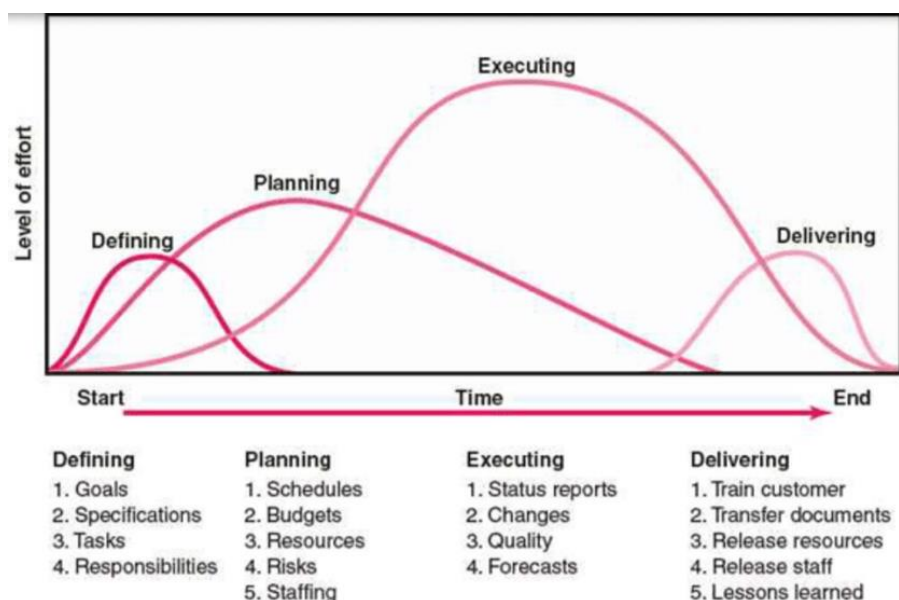 Executing
Planning
Defining
Delivering
Level of effort
Start Time End
Defining
1. Goals
2. Specifications
3. Tasks
4. Responsibilities
Planning
1. Schedules
2. Budgets
3. Resources
4. Risks
5. Staffing
Executing
1. Status reports
2. Changes
3. Quality
4. Forecasts
Delivering
1. Train customer
2. Transfer documents
3. Release resources
4. Release staff
5. Lessons learned